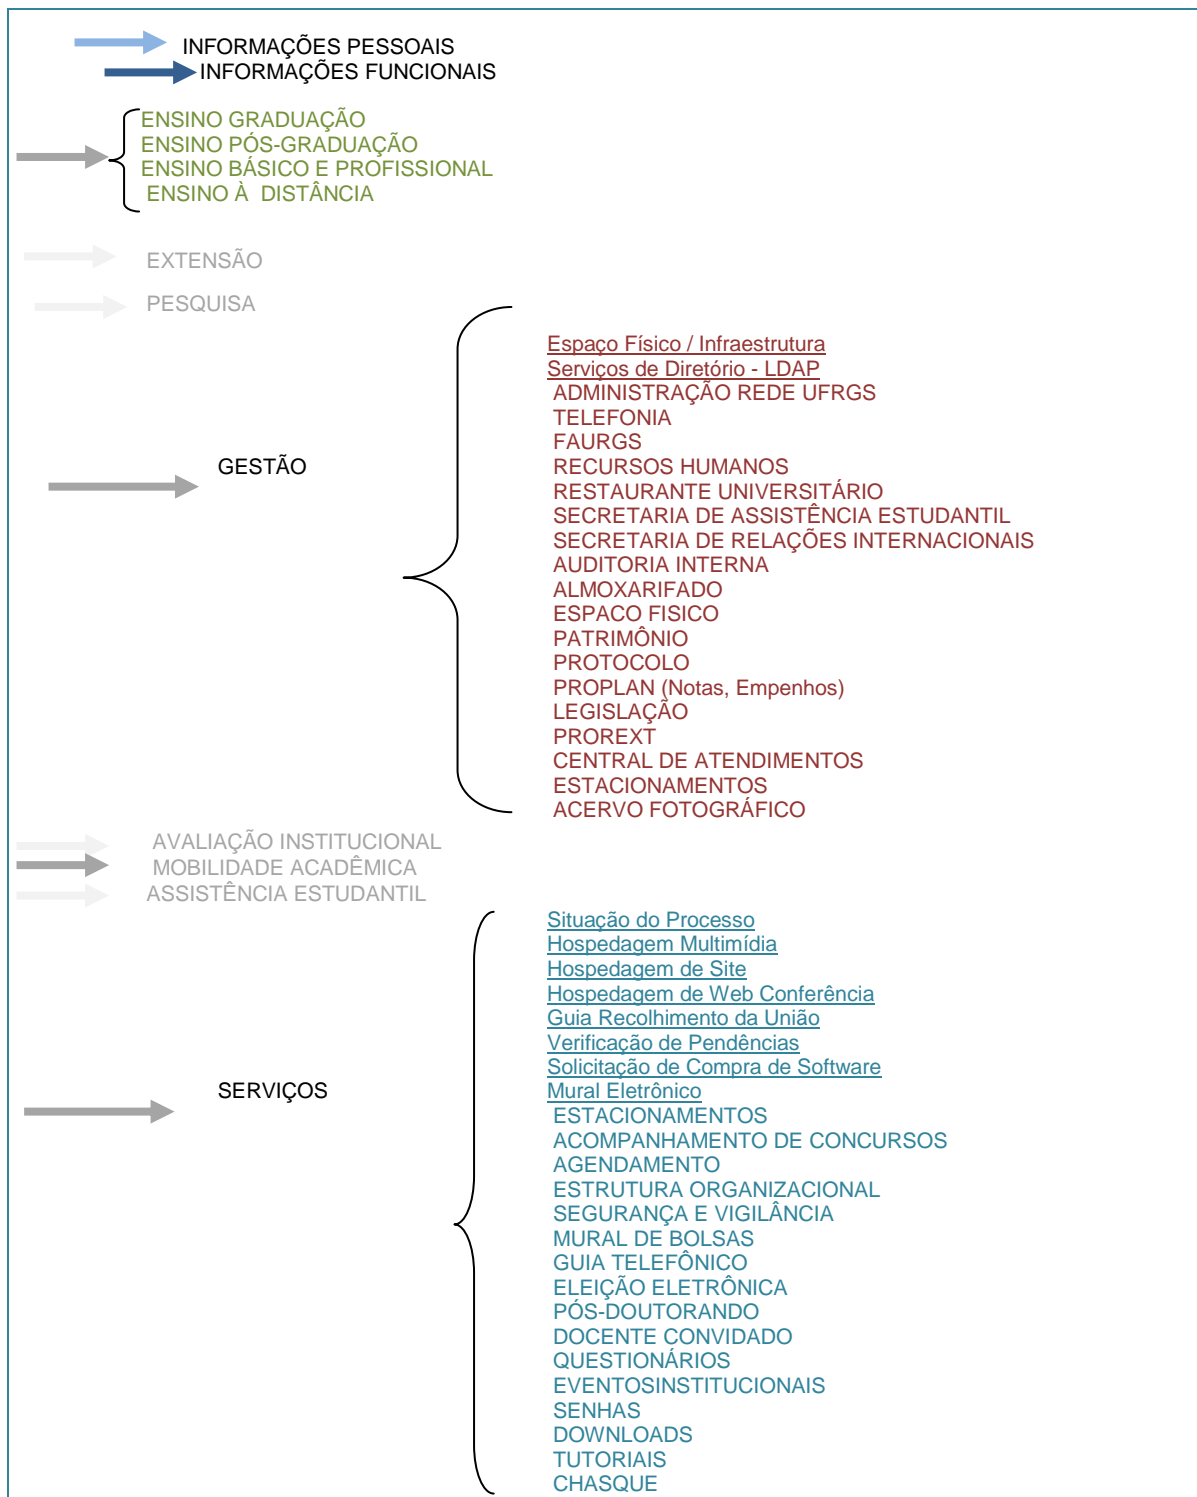 INFORMAÇÕES PESSOAIS
INFORMAÇÕES FUNCIONAIS
ENSINO GRADUAÇÃO
ENSINO PÓS-GRADUAÇÃO
ENSINO BÁSICO E PROFISSIONAL
ENSINO À DISTÂNCIA
EXTENSÃO
PESQUISA
GESTÃO
Espaço Físico / Infraestrutura
Serviços de Diretório - LDAP
ADMINISTRAÇÃO REDE UFRGS
TELEFONIA
FAURGS
RECURSOS HUMANOS
RESTAURANTE UNIVERSITÁRIO
SECRETARIA DE ASSISTÊNCIA ESTUDANTIL
SECRETARIA DE RELAÇÕES INTERNACIONAIS
AUDITORIA INTERNA
ALMOXARIFADO
ESPACO FISICO
PATRIMÔNIO
PROTOCOLO
PROPLAN (Notas, Empenhos)
LEGISLAÇÃO
PROREXT
CENTRAL DE ATENDIMENTOS
ESTACIONAMENTOS
ACERVO FOTOGRÁFICO
AVALIAÇÃO INSTITUCIONAL
MOBILIDADE ACADÊMICA
ASSISTÊNCIA ESTUDANTIL
SERVIÇOS
Situação do Processo
Hospedagem Multimídia
Hospedagem de Site
Hospedagem de Web Conferência
Guia Recolhimento da União
Verificação de Pendências
Solicitação de Compra de Software
Mural Eletrônico
ESTACIONAMENTOS
ACOMPANHAMENTO DE CONCURSOS
AGENDAMENTO
ESTRUTURA ORGANIZACIONAL
SEGURANÇA E VIGILÂNCIA
MURAL DE BOLSAS
GUIA TELEFÔNICO
ELEIÇÃO ELETRÔNICA
PÓS-DOUTORANDO
DOCENTE CONVIDADO
QUESTIONÁRIOS
EVENTOSINSTITUCIONAIS
SENHAS
DOWNLOADS
TUTORIAIS
CHASQUE